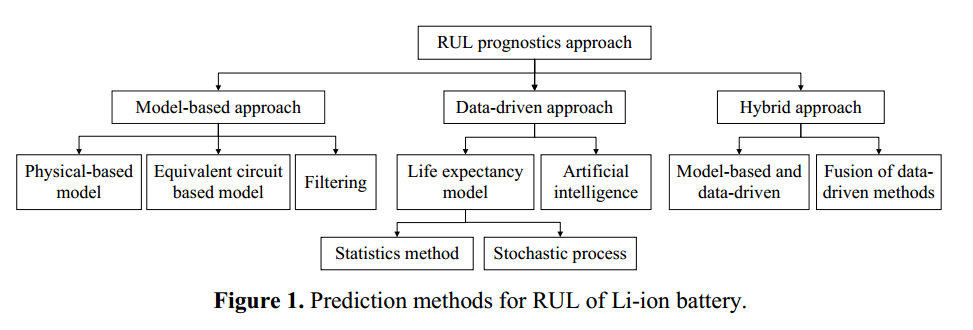 RUL prognostics approach
Model-based approach
Data-driven approach
Hybrid approach
Physical-based
model
Equivalent circuit
based model
Filtering
Life expectancy
model
Artificial
intelligence
Model-based and
data-driven
Fusion of data-
driven methods
Statistics method
Stochastic process
Figure 1. Prediction methods for RUL of Li-ion battery.